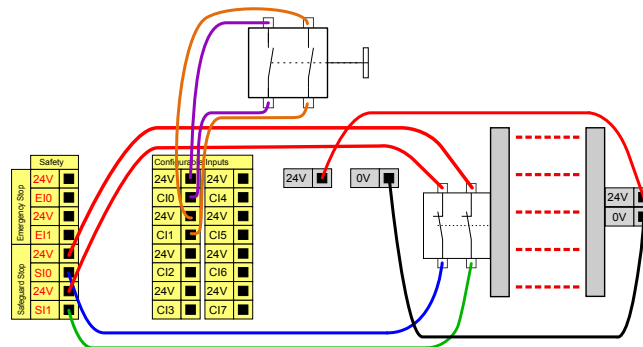 Safety
Emergency Stop
24V
EI0
24V
EI1
Safeguard Stop
24V
SI0
24V
SI1
Configurable Inputs
24V
CI0
24V
CI1
24V
CI2
24V
CI3
24V
CI4
24V
CI5
24V
CI6
24V
CI7
24V
0V
24V
0V